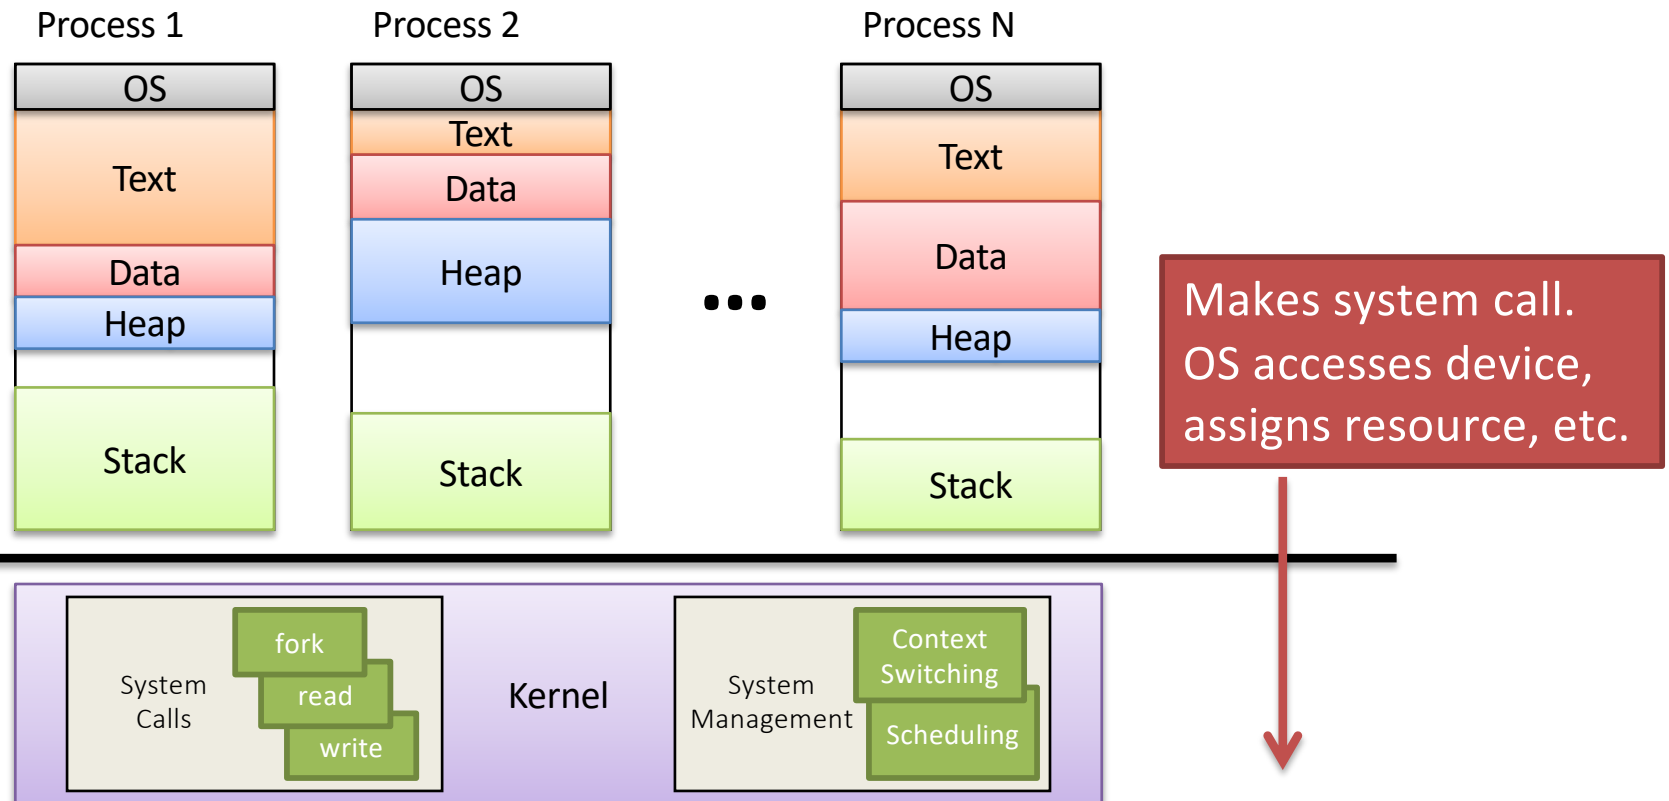 Process 1
OS
Text
Data
Heap
Stack
Process 2
OS
Text
Data
Heap
Stack
...
Process N
OS
Text
Data
Heap
Stack
Makes system call.
OS accesses device,
assigns resource, etc.
System
Calls
fork
read
write
Kernel
System
Management
Context
Switching
Scheduling